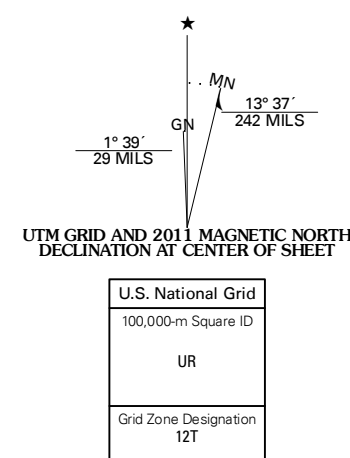 ★
MN
GN
13° 37´
242 MILS
1° 39´
29 MILS
UTM GRID AND 2011 MAGNETIC NORTH
DECLINATION AT CENTER OF SHEET
U.S. National Grid
100,000-m Square ID
UR
Grid Zone Designation
12T